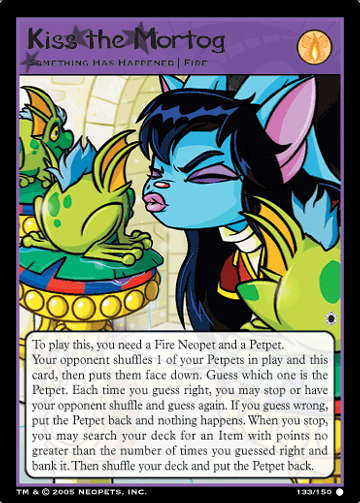 Kiss the Mortog
Something Has Happened | Fire
To play this, you need a Fire Neopet and a Petpet.
Your opponent shuffles 1 of your Petpets in play and this
card, then puts them face down. Guess which one is the
Petpet. Each time you guess right, you may stop or have
your opponent shuffle and guess again. If you guess wrong,
put the Petpet back and nothing happens. When you stop,
you may search your deck for an Item with points no
greater than the number of times you guessed right and
bank it. Then shuffle your deck and put the Petpet back.
TM & © 2005 NEOPETS, INC.
133/150